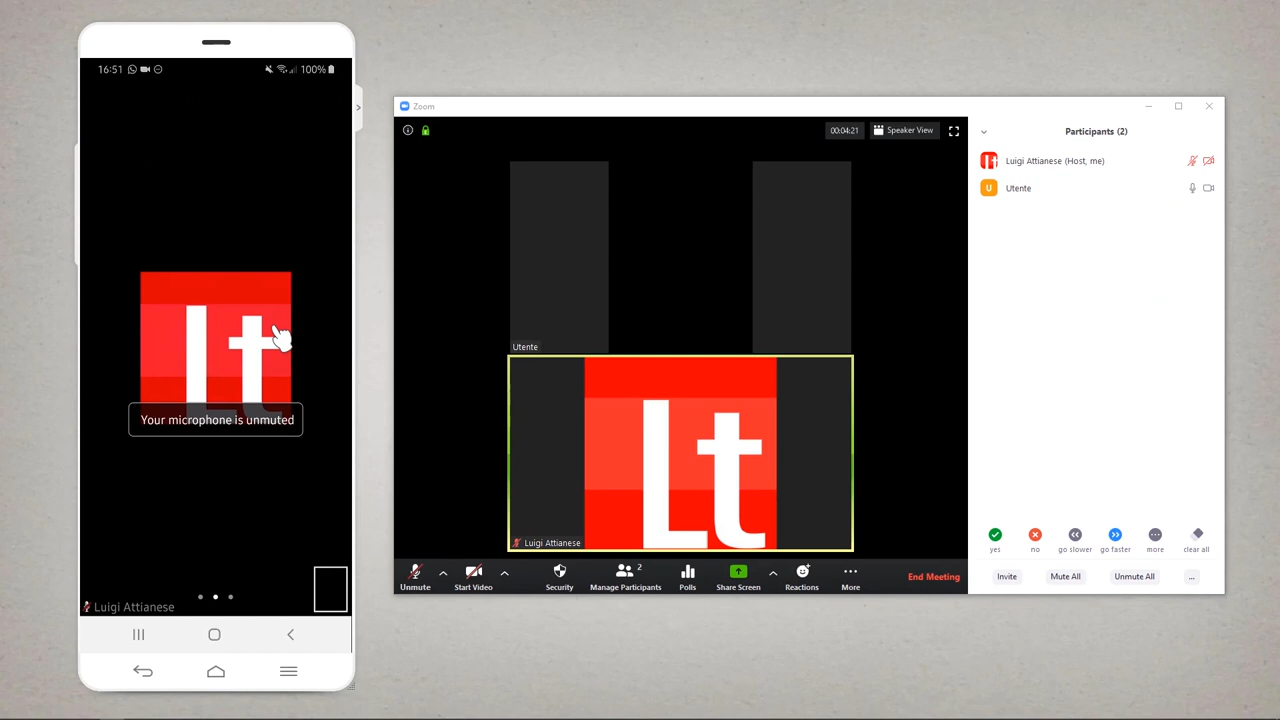 16:51
100%
lt
Your microphone is unmuted
Luigi Attianese
Zoom
00:04:21
Speaker View
Utente
Lt
Luigi Attianese
Unmute
Start Video
Security
2
Manage Participants
Polls
Share Screen
Reactions
More
End Meeting
Participants (2)
lt
Luigi Attianese (Host, me)
U
Utente
yes
no
go slower
go faster
more
clear all
Invite
Mute All
Unmute All
...